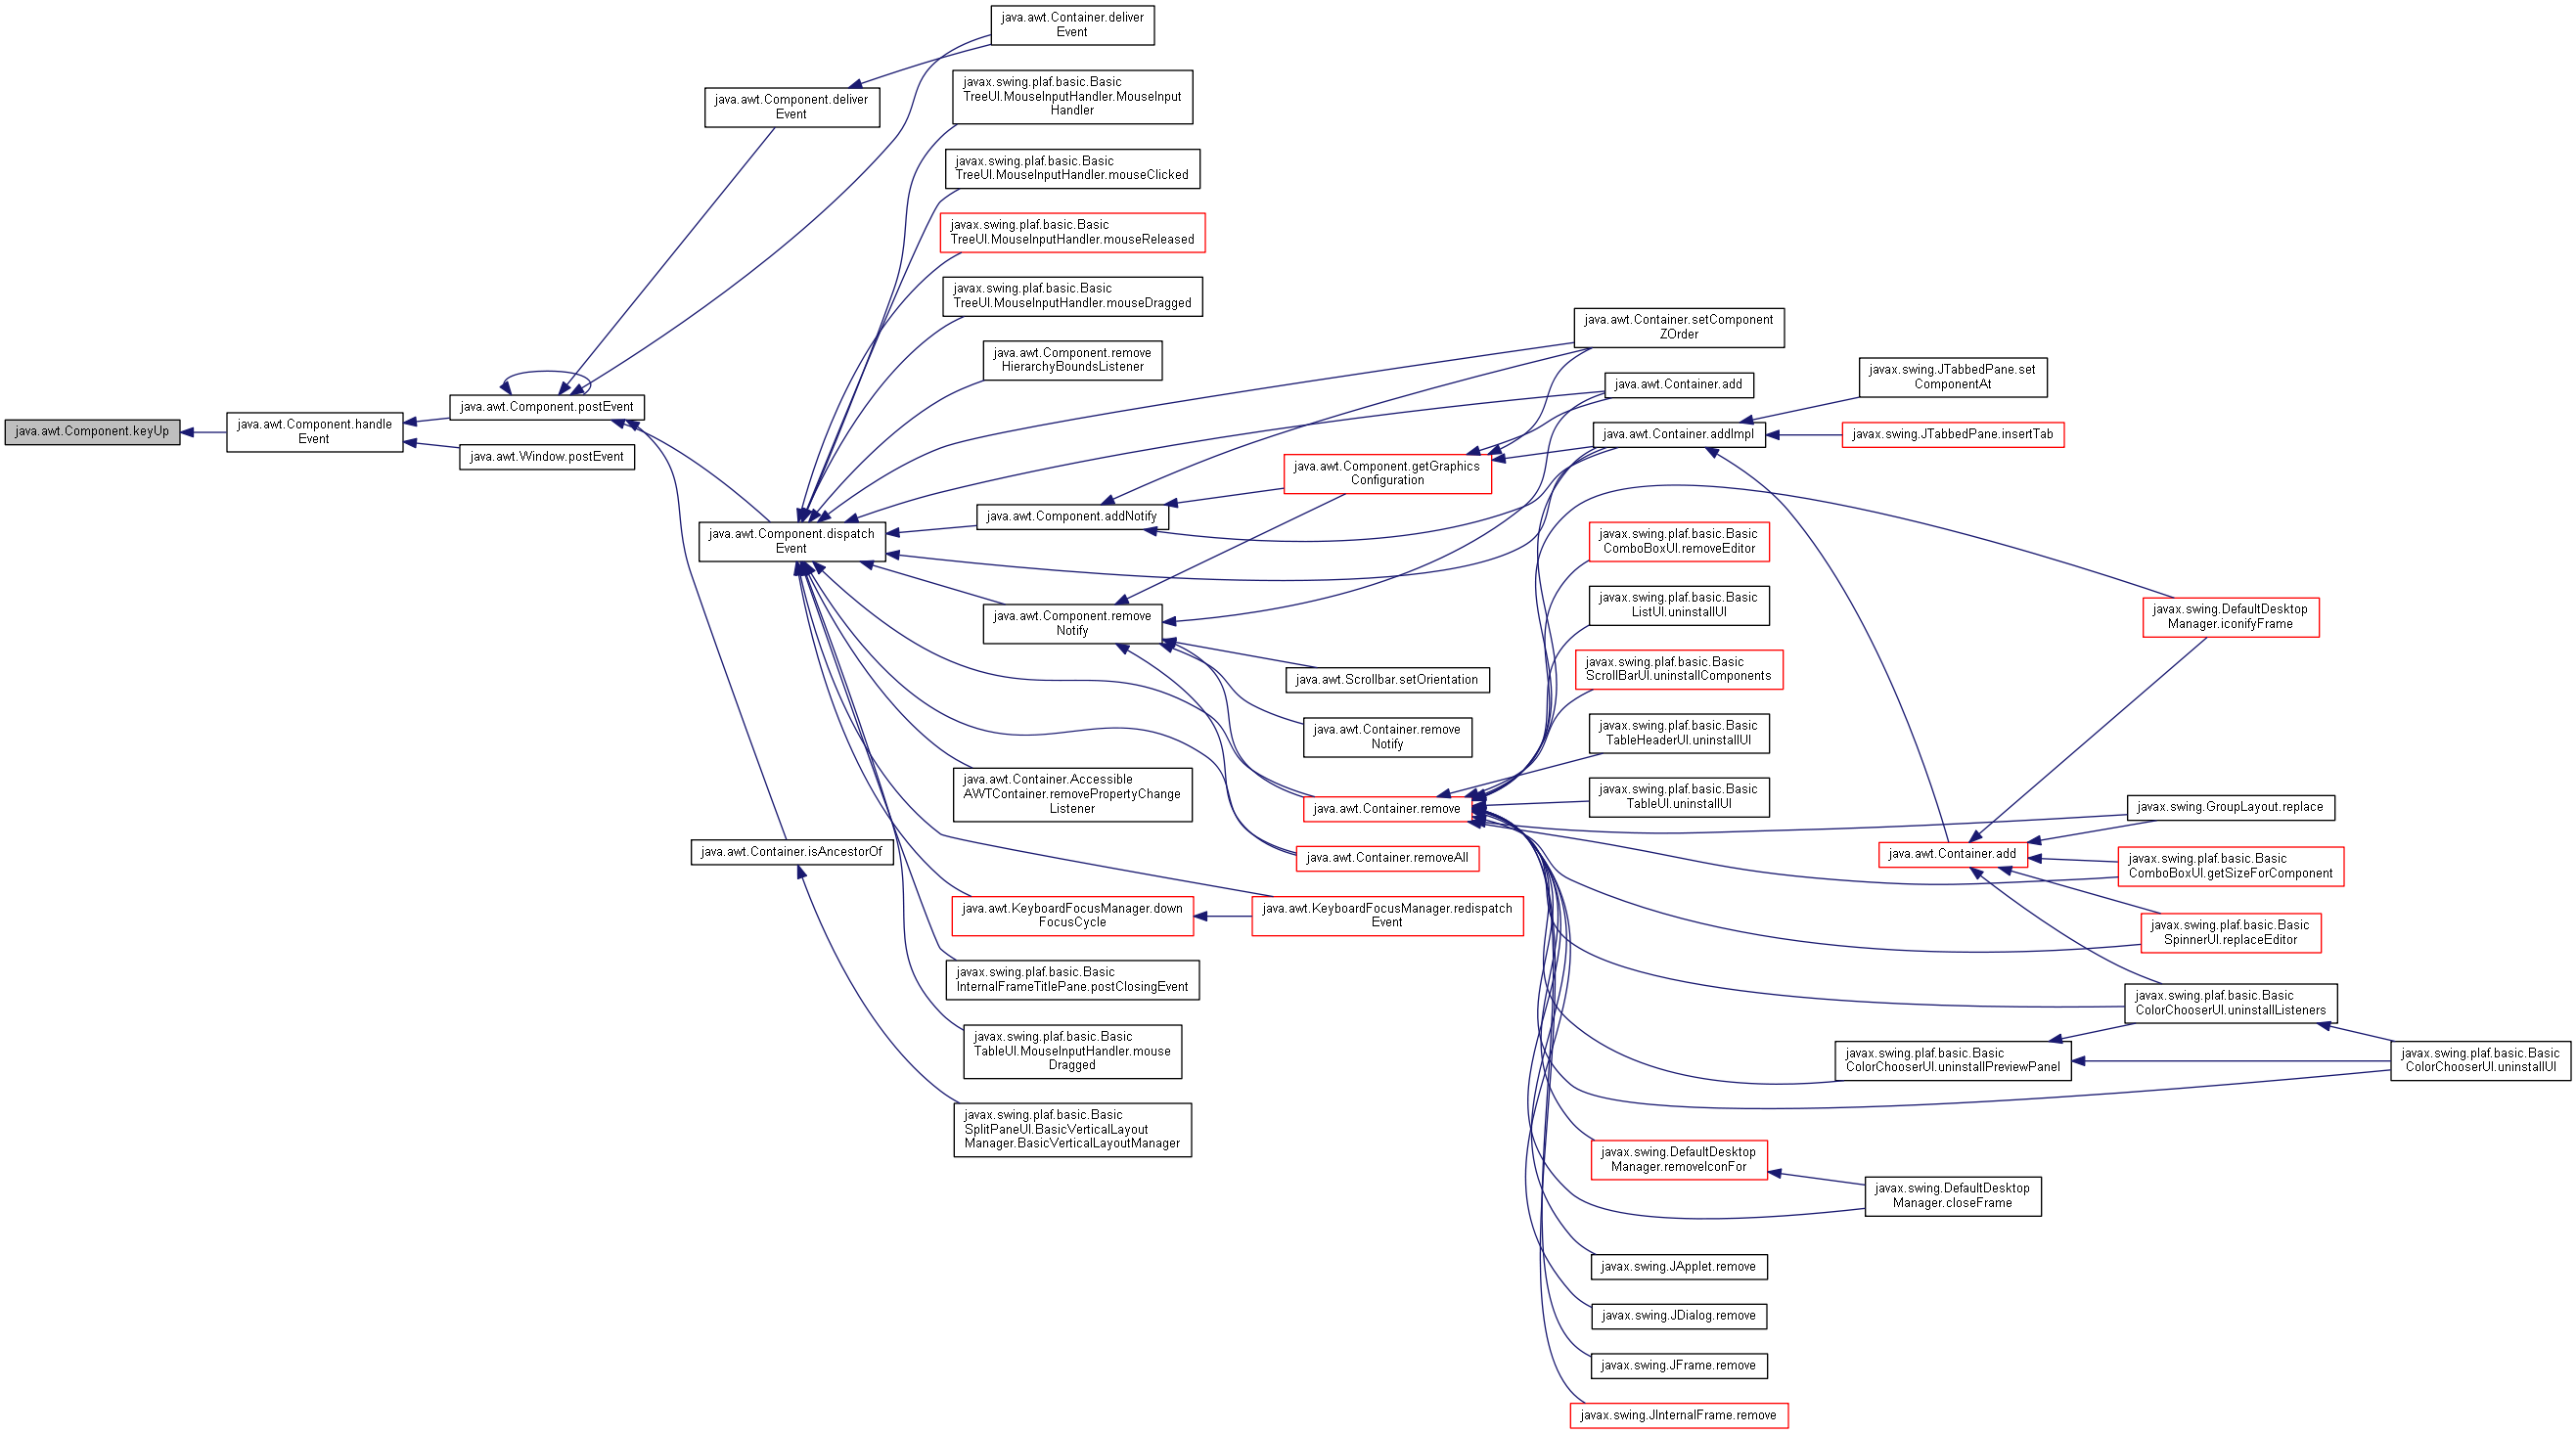 java.awt.Component.keyUp
java.awt.Component.handle
Event
java.awt.Component.postEvent
java.awt.Window.postEvent
java.awt.Component.deliver
Event
java.awt.Component.dispatch
Event
java.awt.Container.isAncestorOf
java.awt.Container.deliver
Event
javax.swing.plaf.basic.Basic
TreeUI.MouseInputHandler.MouseInput
Handler
javax.swing.plaf.basic.Basic
TreeUI.MouseInputHandler.mouseClicked
javax.swing.plaf.basic.Basic
TreeUI.MouseInputHandler.mouseReleased
javax.swing.plaf.basic.Basic
TreeUI.MouseInputHandler.mouseDragged
java.awt.Component.remove
HierarchyBoundsListener
java.awt.Component.addNotify
java.awt.Component.remove
Notify
java.awt.Container.Accessible
AWTContainer.removePropertyChange
Listener
java.awt.KeyboardFocusManager.down
FocusCycle
javax.swing.plaf.basic.Basic
InternalFrameTitlePane.postClosingEvent
javax.swing.plaf.basic.Basic
TableUI.MouseInputHandler.mouse
Dragged
javax.swing.plaf.basic.Basic
SplitPaneUI.BasicVerticalLayout
Manager.BasicVerticalLayoutManager
java.awt.Component.getGraphics
Configuration
java.awt.Scrollbar.setOrientation
java.awt.Container.remove
Notify
java.awt.Container.remove
java.awt.Container.removeAll
java.awt.KeyboardFocusManager.redispatch
Event
java.awt.Container.setComponent
ZOrder
java.awt.Container.add
java.awt.Container.addImpl
javax.swing.plaf.basic.Basic
ComboBoxUI.removeEditor
javax.swing.plaf.basic.Basic
ListUI.uninstallUI
javax.swing.plaf.basic.Basic
ScrollBarUI.uninstallComponents
javax.swing.plaf.basic.Basic
TableHeaderUI.uninstallUI
javax.swing.plaf.basic.Basic
TableUI.uninstallUI
javax.swing.DefaultDesktop
Manager.removeIconFor
javax.swing.JApplet.remove
javax.swing.JDialog.remove
javax.swing.JFrame.remove
javax.swing.JInternalFrame.remove
javax.swing.JTabbedPane.set
ComponentAt
javax.swing.JTabbedPane.insertTab
java.awt.Container.add
javax.swing.plaf.basic.Basic
ColorChooserUI.uninstallPreviewPanel
javax.swing.DefaultDesktop
Manager.closeFrame
javax.swing.DefaultDesktop
Manager.iconifyFrame
javax.swing.GroupLayout.replace
javax.swing.plaf.basic.Basic
ComboBoxUI.getSizeForComponent
javax.swing.plaf.basic.Basic
SpinnerUI.replaceEditor
javax.swing.plaf.basic.Basic
ColorChooserUI.uninstallListeners
javax.swing.plaf.basic.Basic
ColorChooserUI.uninstallUI